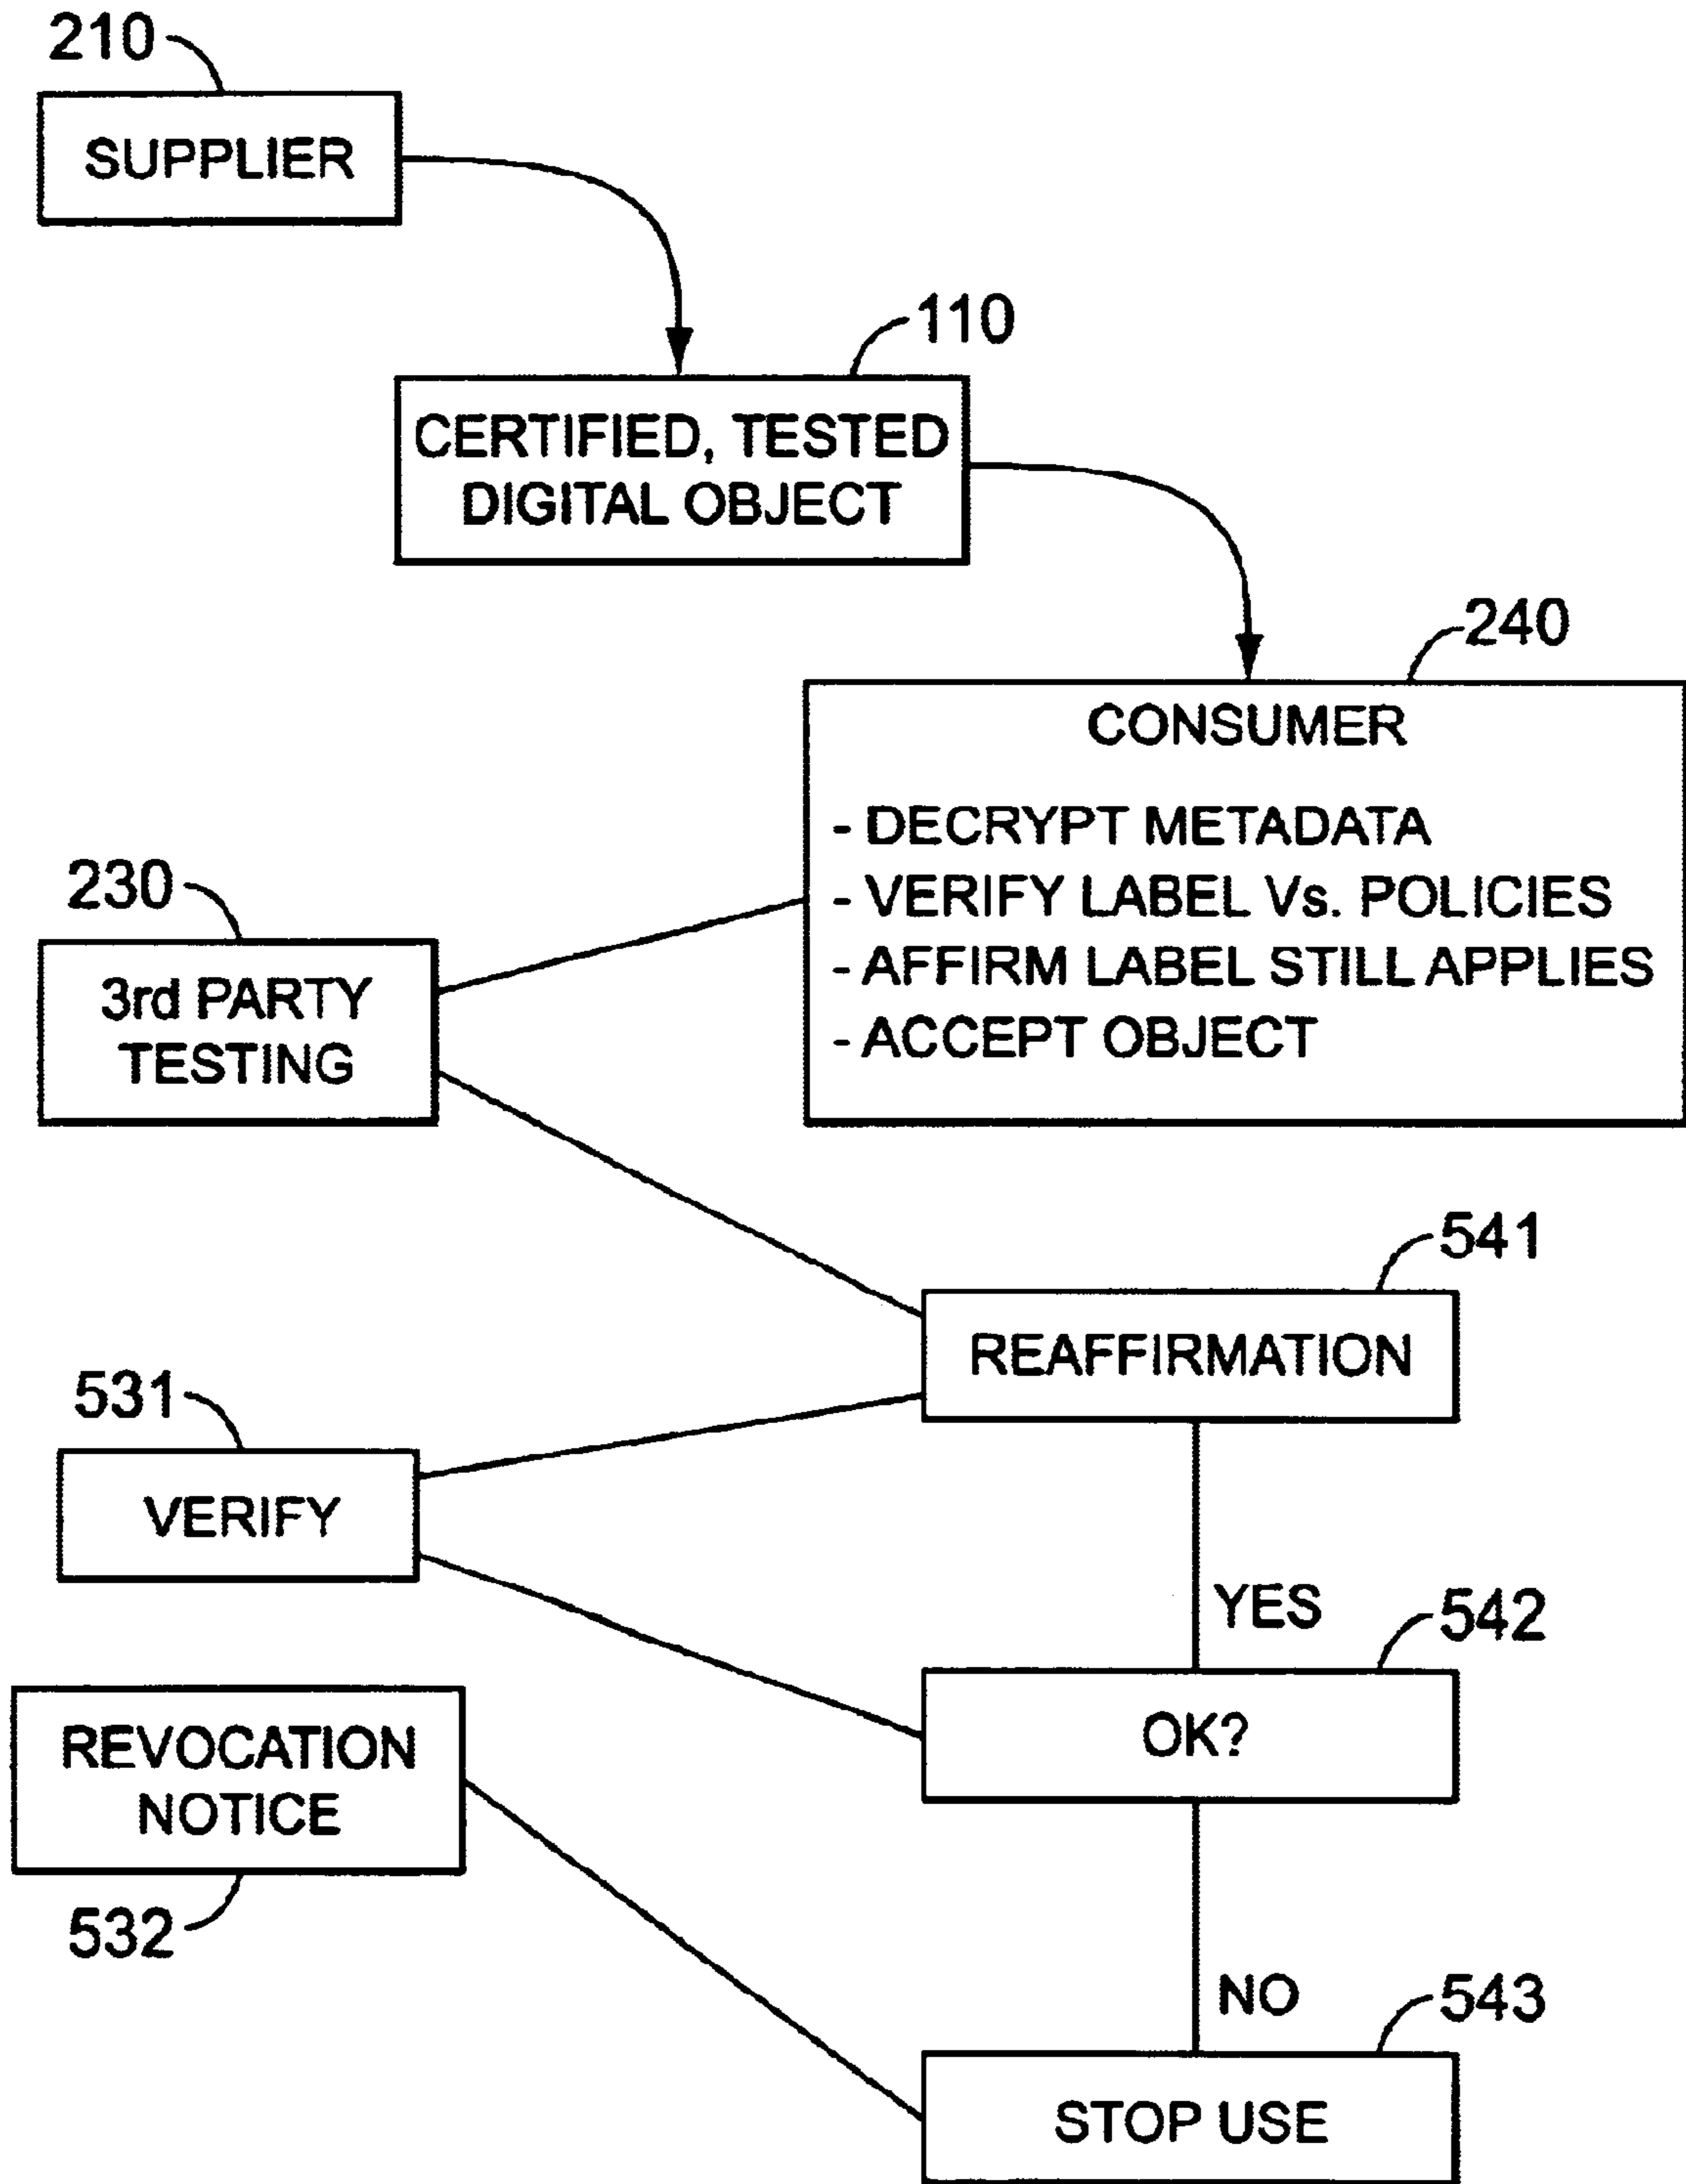 210
SUPPLIER
110
CERTIFIED, TESTED
DIGITAL OBJECT
240
CONSUMER
- DECRYPT METADATA
- VERIFY LABEL Vs. POLICIES
- AFFIRM LABEL STILL APPLIES
- ACCEPT OBJECT
230
3rd PARTY
TESTING
541
REAFFIRMATION
531
VERIFY
YES
542
OK?
REVOCATION
NOTICE
532
NO
543
STOP USE